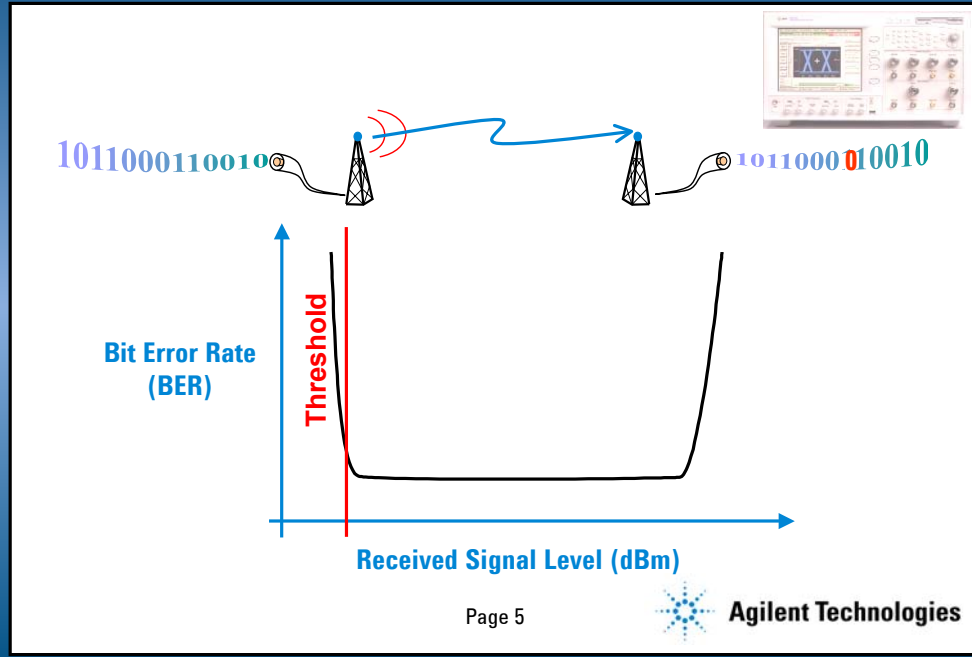 1011000110010
1011000010010
Threshold
Bit Error Rate
(BER)
Received Signal Level (dBm)
Page 5
Agilent Technologies